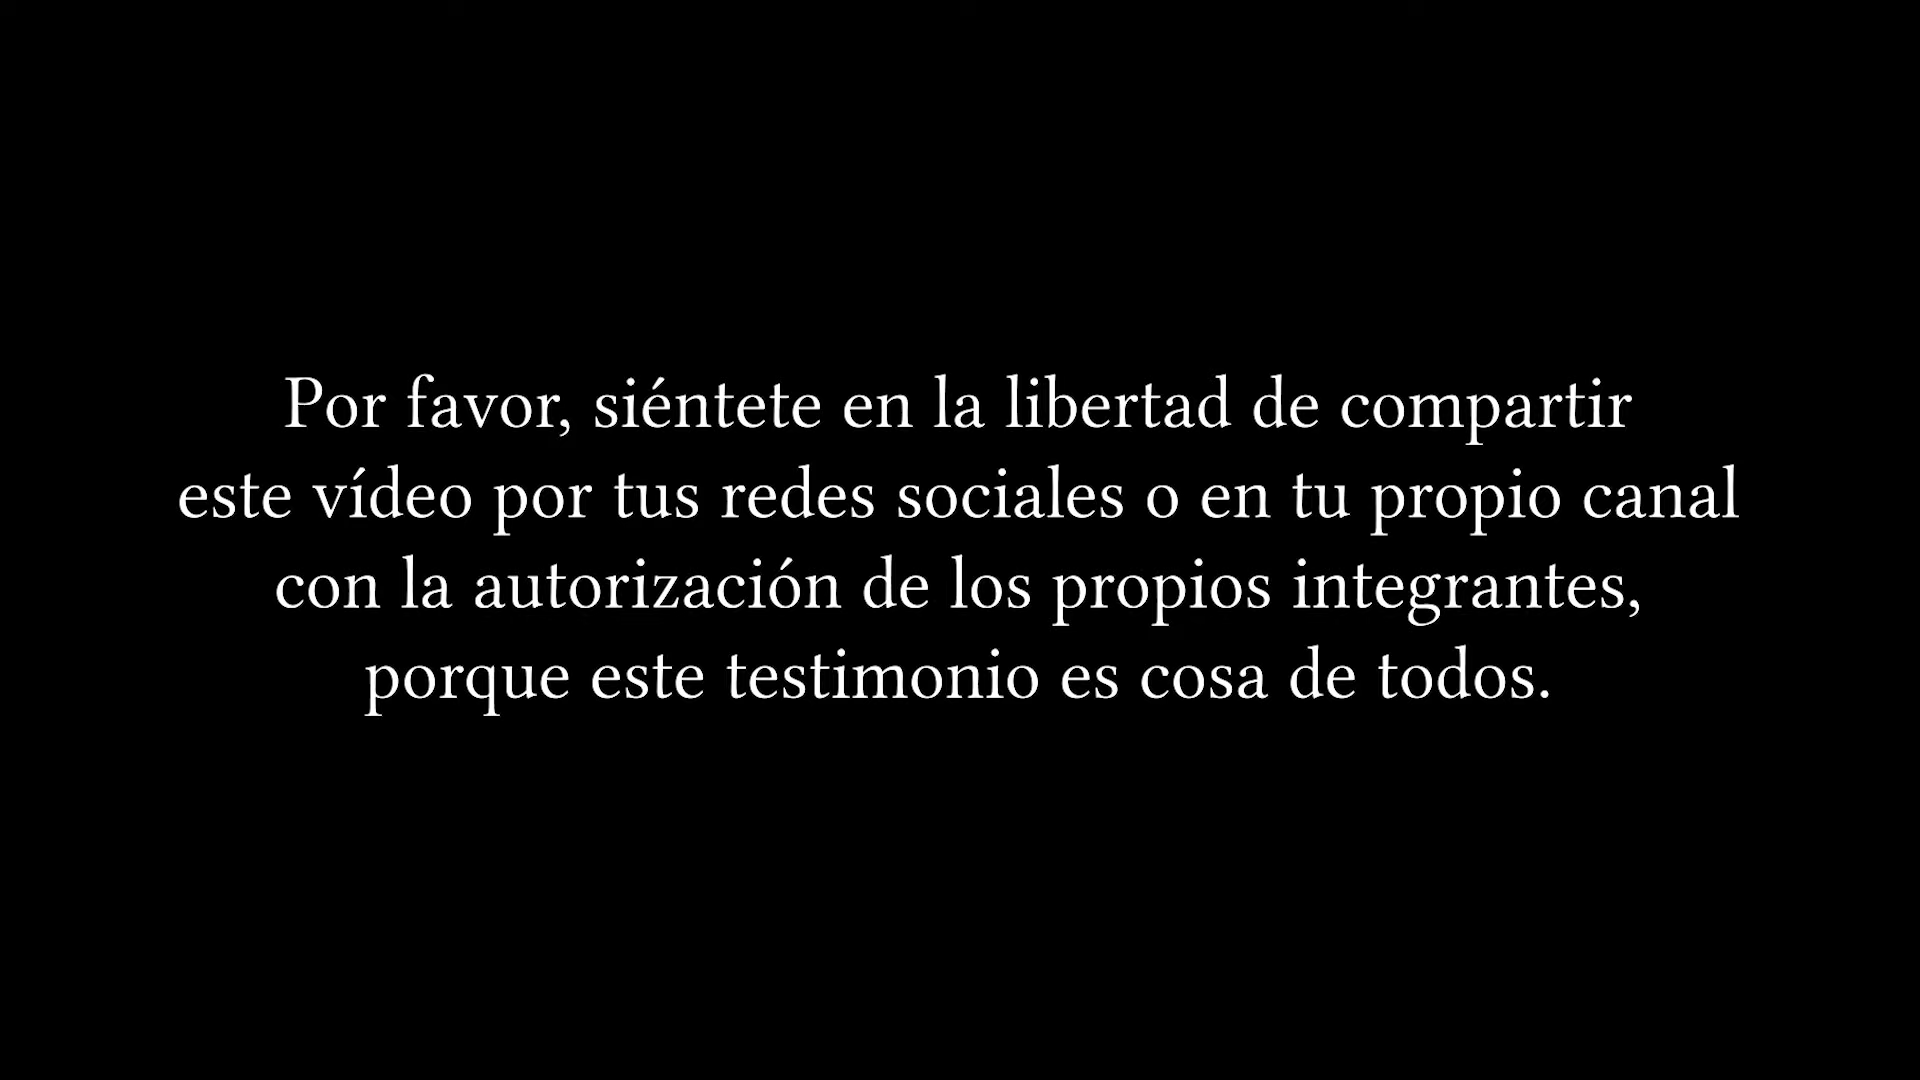 Por favor, siéntete en la libertad de compartir
este vídeo por tus redes sociales o en tu propio canal
con la autorización de los propios integrantes,
porque este testimonio es cosa de todos.